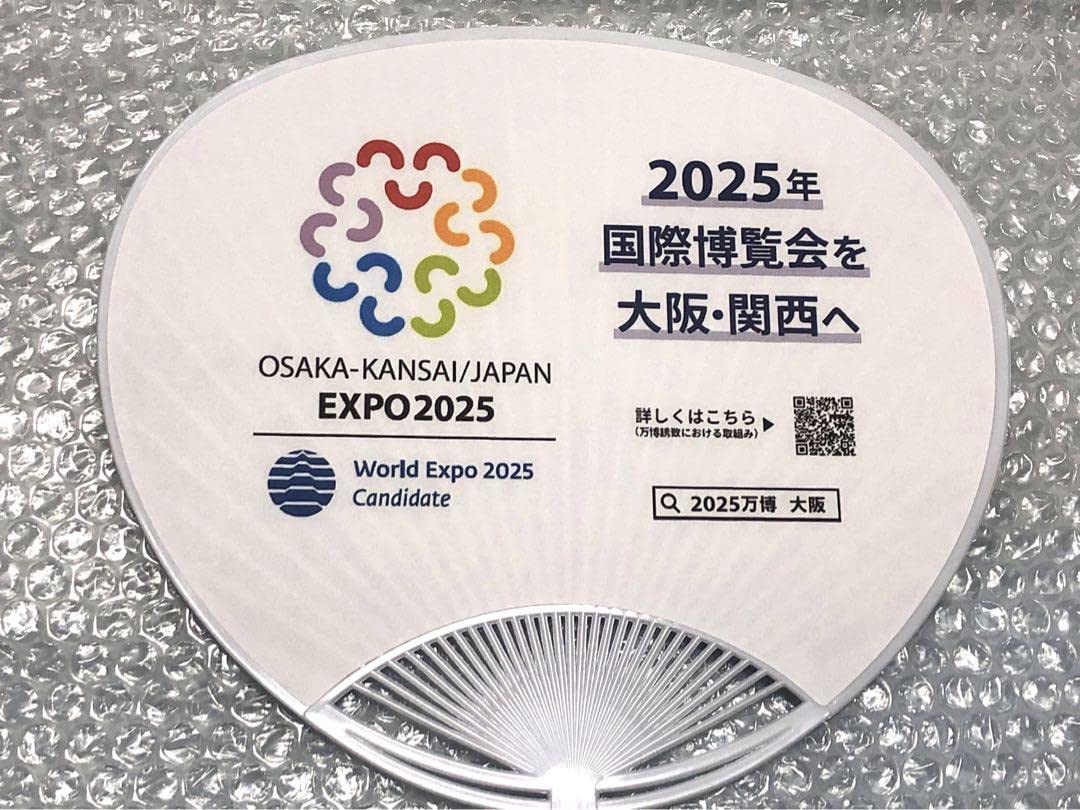 OSAKA-KANSAI/JAPAN
EXPO2025
World Expo 2025
Candidate
2025年
国際博覧会を
大阪・関西へ
詳しくはこちら
(万博誘致における取組み)
2025万博 大阪